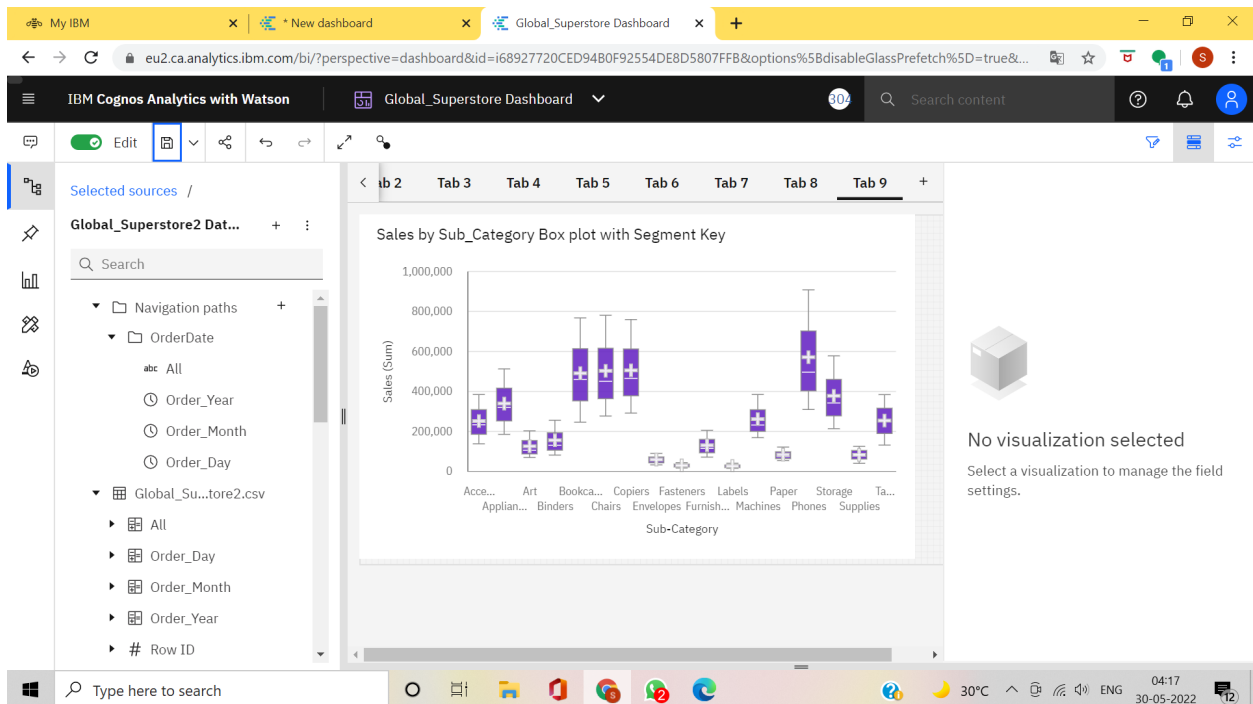 My IBM
* New dashboard
Global_Superstore Dashboard
eu2.ca.analytics.ibm.com/bi/?perspective=dashboard&id=i68927720CED94B0F92554DE8D5807FFB&options%5BdisableGlassPrefetch%5D=true&...
S
1
IBM Cognos Analytics with Watson
Global_Superstore Dashboard
304
Search content
Edit
Selected sources /
Global_Superstore2 Dat...
Search
Navigation paths
OrderDate
abc All
Order_Year
Order_Month
Order_Day
Global_Su...tore2.csv
All
Order_Day
Order_Month
Order_Year
# Row ID
ab 2 Tab 3 Tab 4 Tab 5 Tab 6 Tab 7 Tab 8 Tab 9 +
Sales by Sub_Category Box plot with Segment Key
1,000,000
800,000
600,000
400,000
200,000
0
Sales (Sum)
Acce... Art Bookca... Copiers Fasteners Labels Paper Storage Ta...
Applian... Binders Chairs Envelopes Furnish... Machines Phones Supplies
Sub-Category
No visualization selected
Select a visualization to manage the field
settings.
Type here to search
S
2
30°C
ENG
04:17
30-05-2022
12